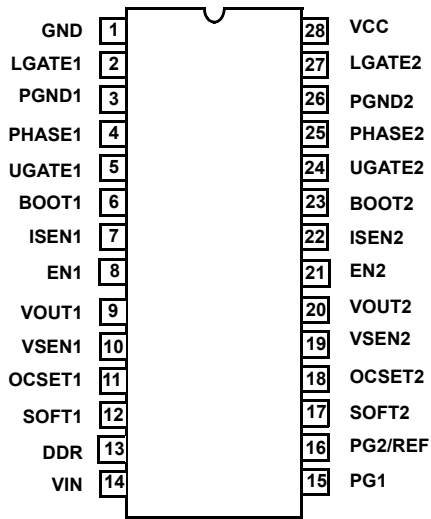 GND 1 28 VCC
LGATE1 2 27 LGATE2
PGND1 3 26 PGND2
PHASE1 4 25 PHASE2
UGATE1 5 24 UGATE2
BOOT1 6 23 BOOT2
ISEN1 7 22 ISEN2
EN1 8 21 EN2
VOUT1 9 20 VOUT2
VSEN1 10 19 VSEN2
OCSET1 11 18 OCSET2
SOFT1 12 17 SOFT2
DDR 13 16 PG2/REF
VIN 14 15 PG1